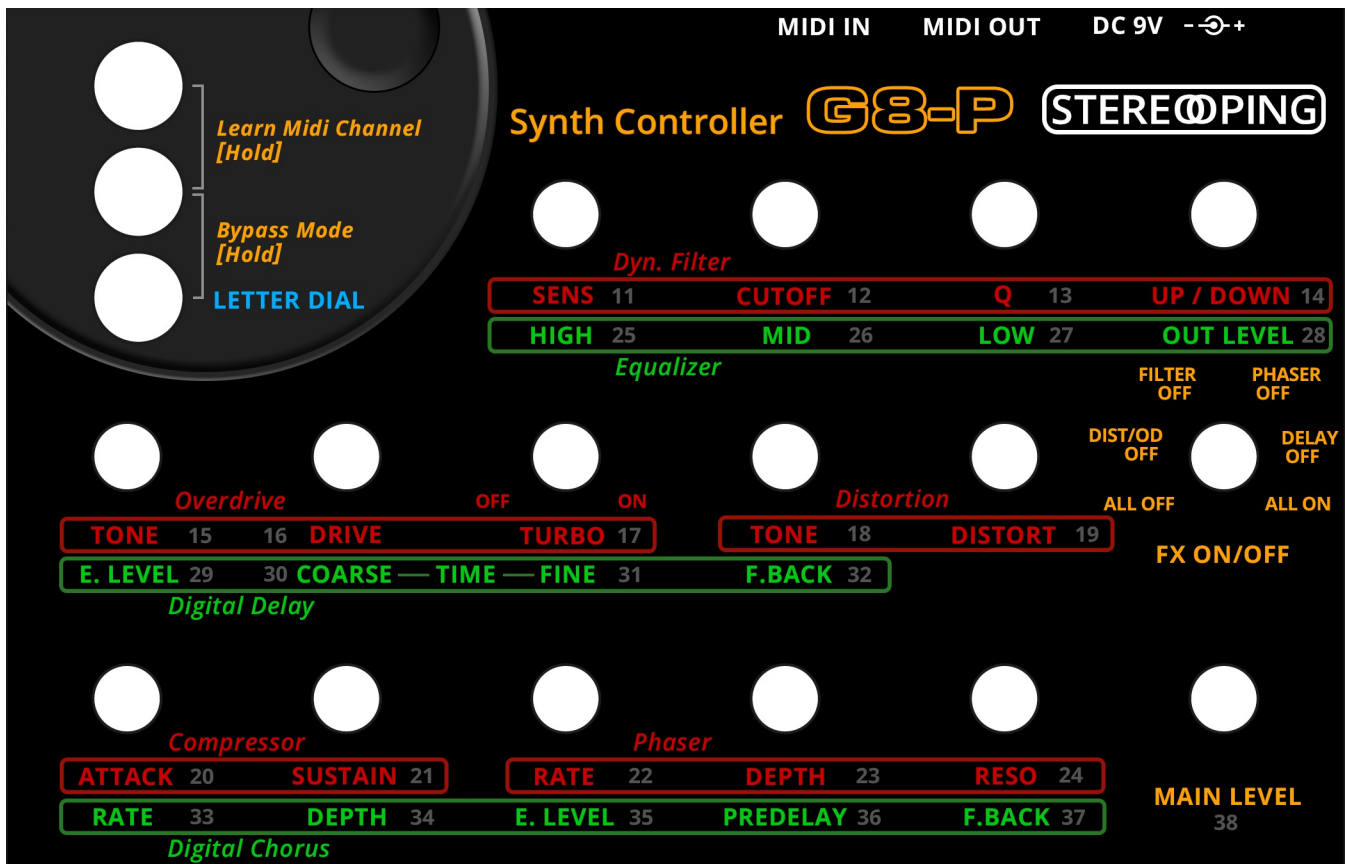 MIDI IN MIDI OUT DC 9V - +
Synth Controller G8-P STEREOPING
Learn Midi Channel
[Hold]
Bypass Mode
[Hold]
LETTER DIAL
Dyn. Filter
SENS 11 CUTOFF 12 Q 13 UP / DOWN 14
HIGH 25 MID 26 LOW 27 OUT LEVEL 28
Equalizer
FILTER
OFF
PHASER
OFF
DIST/OD
OFF
DELAY
OFF
ALL OFF
ALL ON
FX ON/OFF
Overdrive OFF ON Distortion
TONE 15 16 DRIVE TURBO 17 TONE 18 DISTORT 19
E. LEVEL 29 30 COARSE — TIME — FINE 31 F.BACK 32
Digital Delay
Compressor Phaser
ATTACK 20 SUSTAIN 21 RATE 22 DEPTH 23 RESO 24
RATE 33 DEPTH 34 E. LEVEL 35 PREDELAY 36 F.BACK 37
Digital Chorus
MAIN LEVEL
38